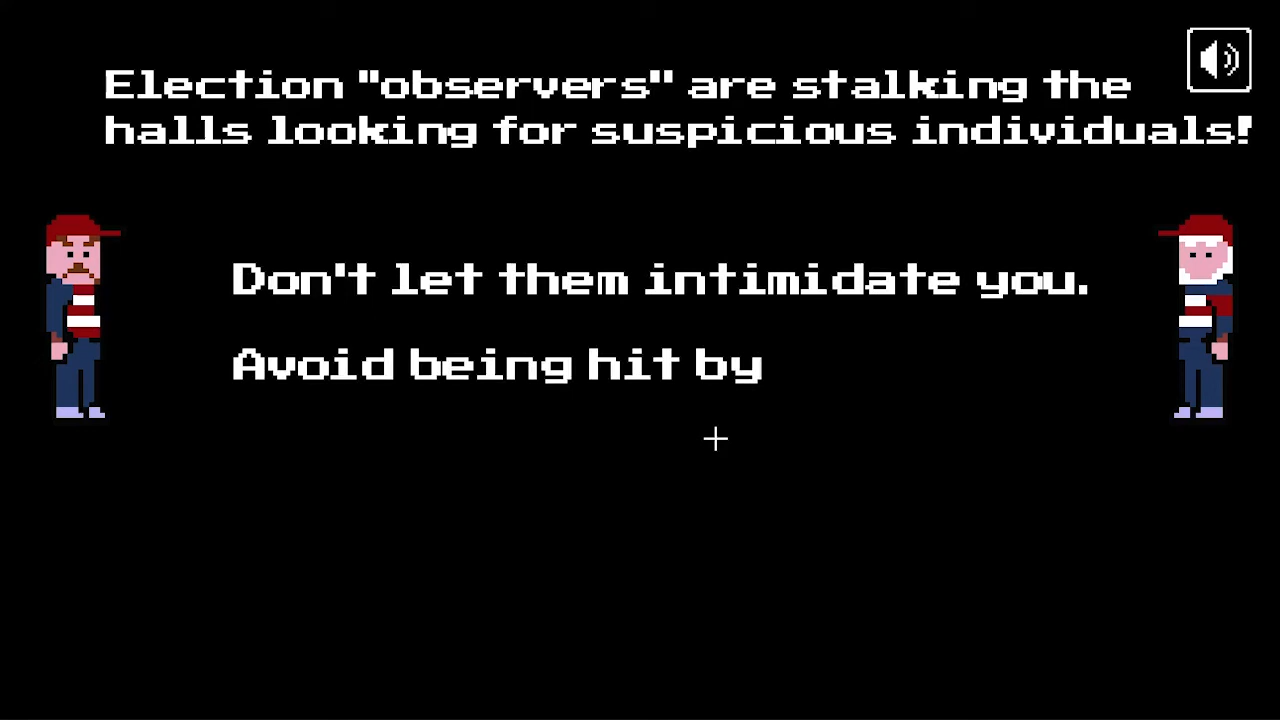 Election "observers" are stalking the
halls looking for suspicious individuals!
Don't let them intimidate you.
Avoid being hit by